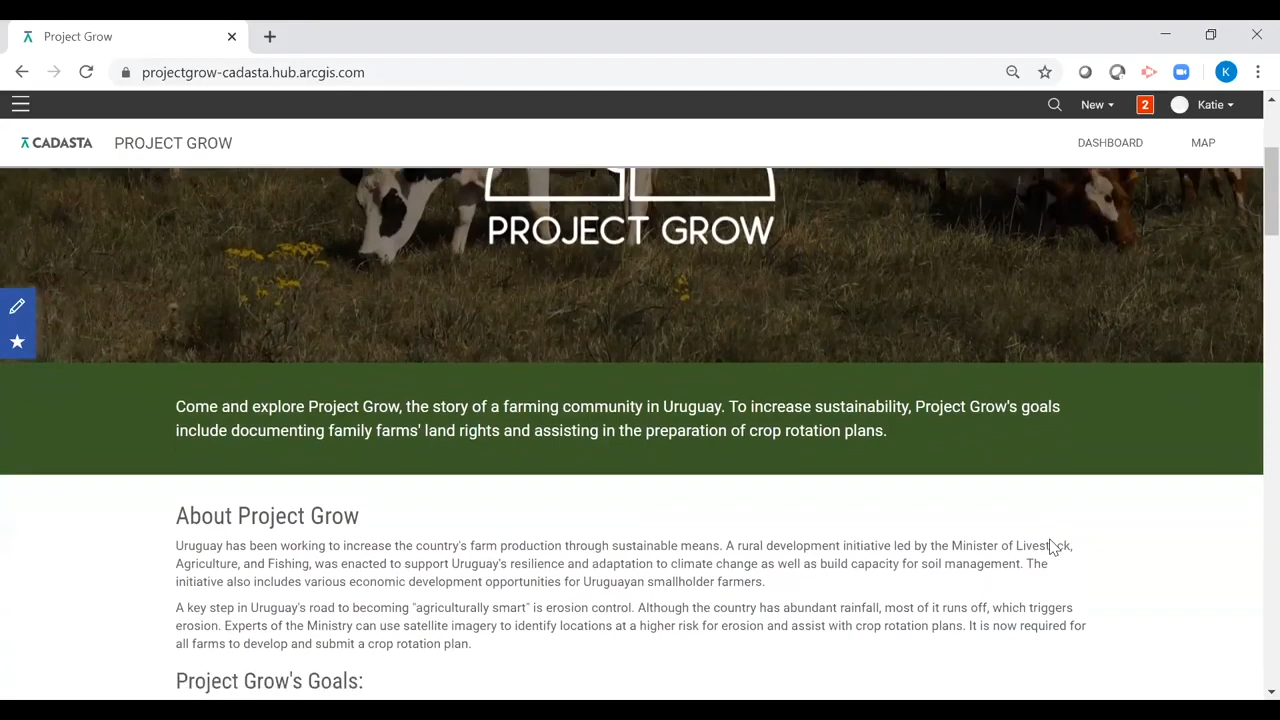 Project Grow
projectgrow-cadasta.hub.arcgis.com
K
New
2
Katie
CADASTA
PROJECT GROW
DASHBOARD
MAP
PROJECT GROW
Come and explore Project Grow, the story of a farming community in Uruguay. To increase sustainability, Project Grow's goals
include documenting family farms' land rights and assisting in the preparation of crop rotation plans.
About Project Grow
Uruguay has been working to increase the country's farm production through sustainable means. A rural development initiative led by the Minister of Livestock,
Agriculture, and Fishing, was enacted to support Uruguay's resilience and adaptation to climate change as well as build capacity for soil management. The
initiative also includes various economic development opportunities for Uruguayan smallholder farmers.
A key step in Uruguay's road to becoming "agriculturally smart" is erosion control. Although the country has abundant rainfall, most of it runs off, which triggers
erosion. Experts of the Ministry can use satellite imagery to identify locations at a higher risk for erosion and assist with crop rotation plans. It is now required for
all farms to develop and submit a crop rotation plan.
Project Grow's Goals: